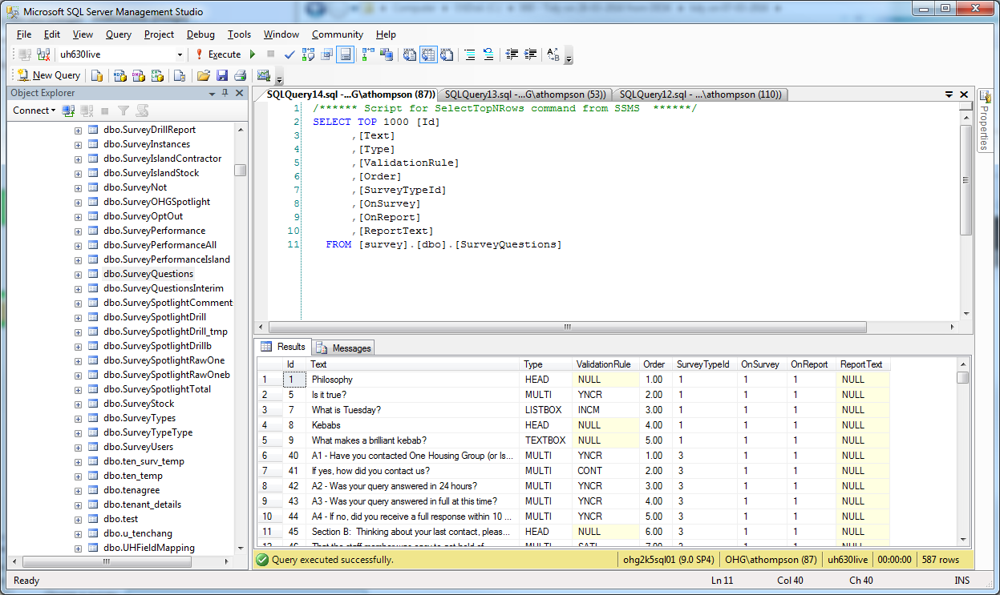 Microsoft SQL Server Management Studio
File Edit View Query Project Debug Tools Window Community Help
uh630live Execute
New Query
Object Explorer
Connect
dbo.SurveyDrillReport
dbo.SurveyInstances
dbo.SurveyIslandContractor
dbo.SurveyIslandStock
dbo.SurveyNot
dbo.SurveyOHGSpotlight
dbo.SurveyOptOut
dbo.SurveyPerformance
dbo.SurveyPerformanceAll
dbo.SurveyPerformanceIsland
dbo.SurveyQuestions
dbo.SurveyQuestionsInterim
dbo.SurveySpotlightComment
dbo.SurveySpotlightDrill
dbo.SurveySpotlightDrill_tmp
dbo.SurveySpotlightDrillb
dbo.SurveySpotlightRawOne
dbo.SurveySpotlightRawOneb
dbo.SurveySpotlightTotal
dbo.SurveyStock
dbo.SurveyTypes
dbo.SurveyTypeType
dbo.SurveyUsers
dbo.ten_surv_temp
dbo.ten_temp
dbo.tenagree
dbo.tenant_details
dbo.test
dbo.u_tenchang
dbo.UHFieldMapping
SQLQuery14.sql -...G\athompson (87)) SQLQuery13.sql -...G\athompson (53)) SQLQuery12.sql - ...\athompson (110))
1 /****** Script for SelectTopNRows command from SSMS ******/
2 SELECT TOP 1000 [Id]
3 ,[Text]
4 ,[Type]
5 ,[ValidationRule]
6 ,[Order]
7 ,[SurveyTypeId]
8 ,[OnSurvey]
9 ,[OnReport]
10 ,[ReportText]
11 FROM [survey].[dbo].[SurveyQuestions]
Properties
Results Messages
Id Text Type ValidationRule Order SurveyTypeId OnSurvey OnReport ReportText
1 1 Philosophy HEAD NULL 1.00 1 1 1 NULL
2 5 Is it true? MULTI YNCR 2.00 1 1 1 NULL
3 7 What is Tuesday? LISTBOX INCM 3.00 1 1 1 NULL
4 8 Kebabs HEAD NULL 4.00 1 1 1 NULL
5 9 What makes a brilliant kebab? TEXTBOX NULL 5.00 1 1 1 NULL
6 40 A1 - Have you contacted One Housing Group (or Is... MULTI YNCR 1.00 3 1 1 NULL
7 41 If yes, how did you contact us? MULTI CONT 2.00 3 1 1 NULL
8 42 A2 - Was your query answered in 24 hours? MULTI YNCR 3.00 3 1 1 NULL
9 43 A3 - Was your query answered in full at this time? MULTI YNCR 4.00 3 1 1 NULL
10 44 A4 - If no, did you receive a full response within 10 ... MULTI YNCR 5.00 3 1 1 NULL
11 45 Section B: Thinking about your last contact, pleas... HEAD NULL 6.00 3 1 1 NULL
Query executed successfully. ohg2k5sql01 (9.0 SP4) OHG\athompson (87) uh630live 00:00:00 587 rows
Ready Ln 11 Col 40 Ch 40 INS